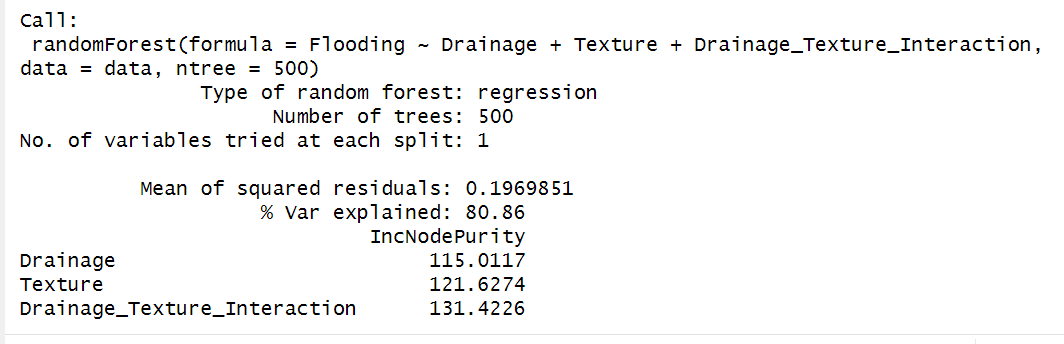 Call:
randomForest(formula = Flooding ~ Drainage + Texture + Drainage_Texture_Interaction,
data = data, ntree = 500)
Type of random forest: regression
Number of trees: 500
No. of variables tried at each split: 1
Mean of squared residuals: 0.1969851
% Var explained: 80.86
IncNodePurity
Drainage 115.0117
Texture 121.6274
Drainage_Texture_Interaction 131.4226